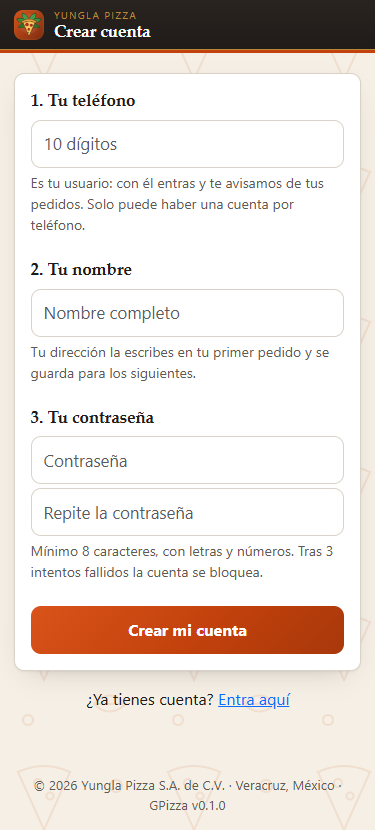 YUNGLA PIZZA
Crear cuenta
1. Tu teléfono
10 dígitos
Es tu usuario: con él entras y te avisamos de tus
pedidos. Solo puede haber una cuenta por
teléfono.
2. Tu nombre
Nombre completo
Tu dirección la escribes en tu primer pedido y se
guarda para los siguientes.
3. Tu contraseña
Contraseña
Repite la contraseña
Mínimo 8 caracteres, con letras y números. Tras 3
intentos fallidos la cuenta se bloquea.
Crear mi cuenta
¿Ya tienes cuenta? Entra aquí
© 2026 Yungla Pizza S.A. de C.V. · Veracruz, México ·
GPizza v0.1.0